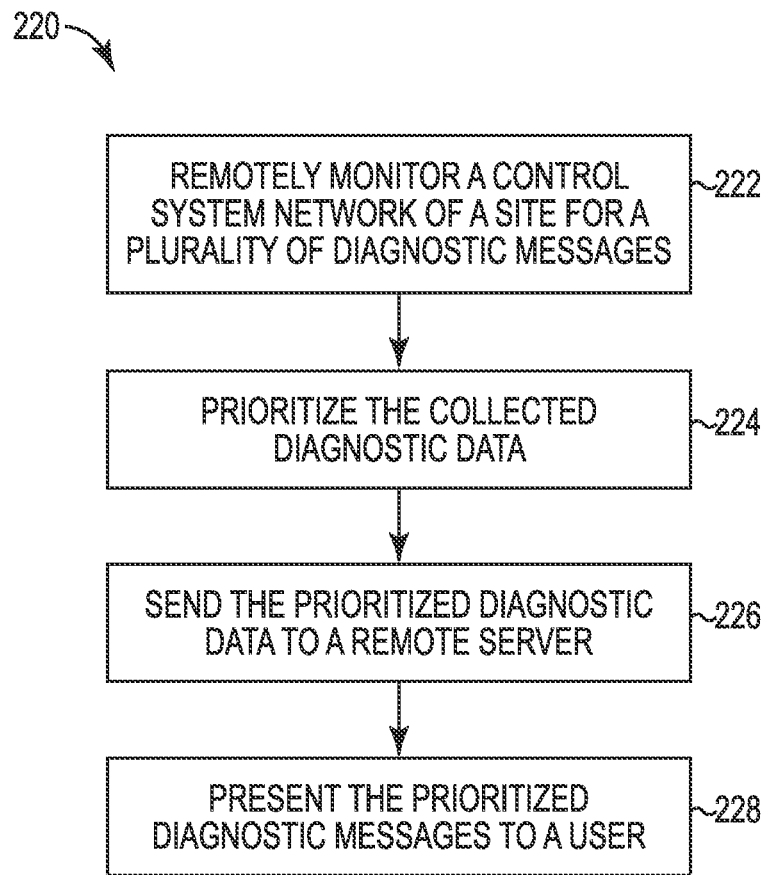 220
REMOTELY MONITOR A CONTROL
SYSTEM NETWORK OF A SITE FOR A
PLURALITY OF DIAGNOSTIC MESSAGES
222
PRIORITIZE THE COLLECTED
DIAGNOSTIC DATA
224
SEND THE PRIORITIZED DIAGNOSTIC
DATA TO A REMOTE SERVER
226
PRESENT THE PRIORITIZED
DIAGNOSTIC MESSAGES TO A USER
228